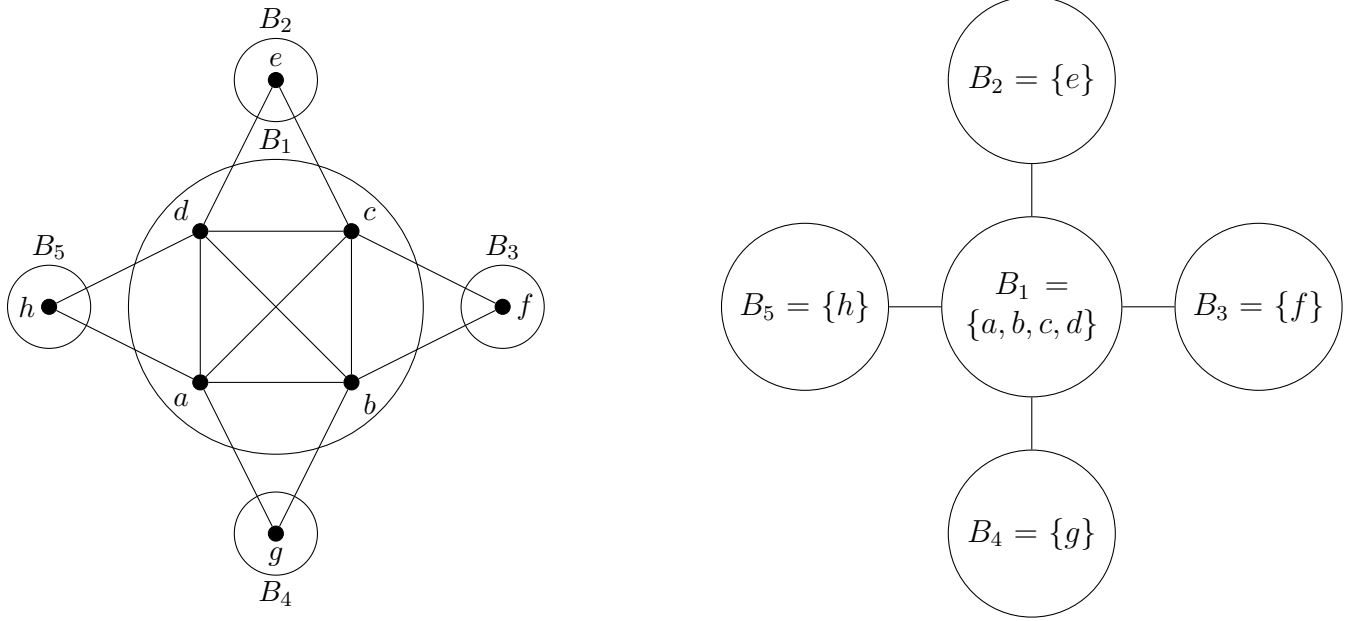 B₂
e
B₁
d
c
B₅
h
B₃
f
a
b
g
B₄
B₂ = {e}
B₅ = {h}
B₁ =
{a, b, c, d}
B₃ = {f}
B₄ = {g}